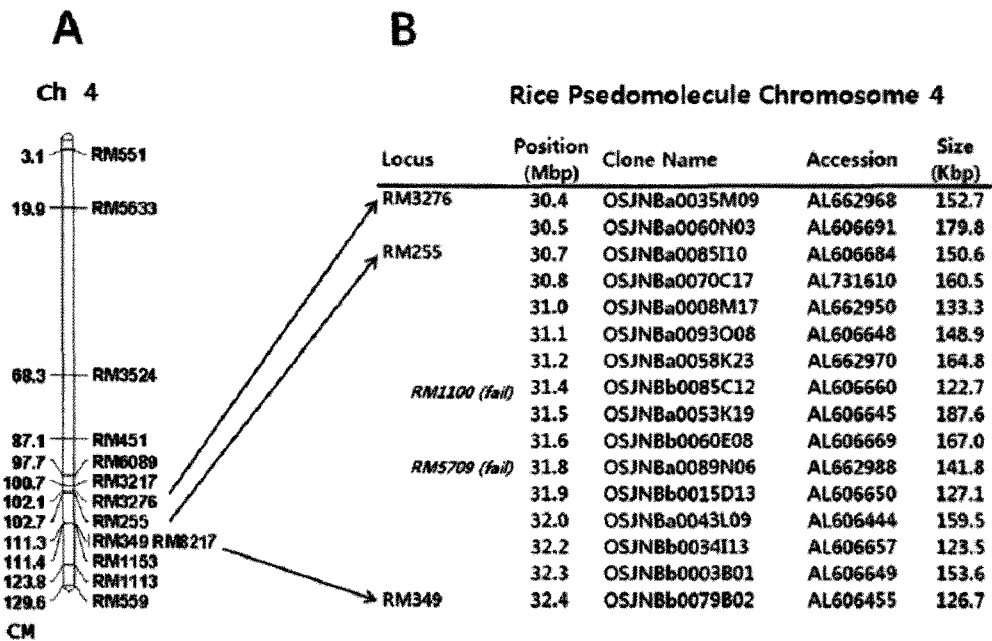 A
B
Ch 4
Rice Psedomolecule Chromosome 4
3.1 RM551
19.9 RM5633
68.3 RM3524
87.1 RM451
97.7 RM6089
100.7 RM3217
102.1 RM3276
102.7 RM255
111.3 RM349 RM8217
111.4 RM1153
123.8 RM1113
129.6 RM559
CM
Locus Position (Mbp) Clone Name Accession Size (Kbp)
RM3276 30.4 OSJNBa0035M09 AL662968 152.7
30.5 OSJNBa0060N03 AL606691 179.8
RM255 30.7 OSJNBa0085I10 AL606684 150.6
30.8 OSJNBa0070C17 AL731610 160.5
31.0 OSJNBa0008M17 AL662950 133.3
31.1 OSJNBa0093O08 AL606648 148.9
31.2 OSJNBa0058K23 AL662970 164.8
RM1100 (fail) 31.4 OSJNBb0085C12 AL606660 122.7
31.5 OSJNBa0053K19 AL606645 187.6
31.6 OSJNBb0060E08 AL606669 167.0
RM5709 (fail) 31.8 OSJNBa0089N06 AL662988 141.8
31.9 OSJNBb0015D13 AL606650 127.1
32.0 OSJNBa0043L09 AL606444 159.5
32.2 OSJNBb0034I13 AL606657 123.5
32.3 OSJNBb0003B01 AL606649 153.6
RM349 32.4 OSJNBb0079B02 AL606455 126.7